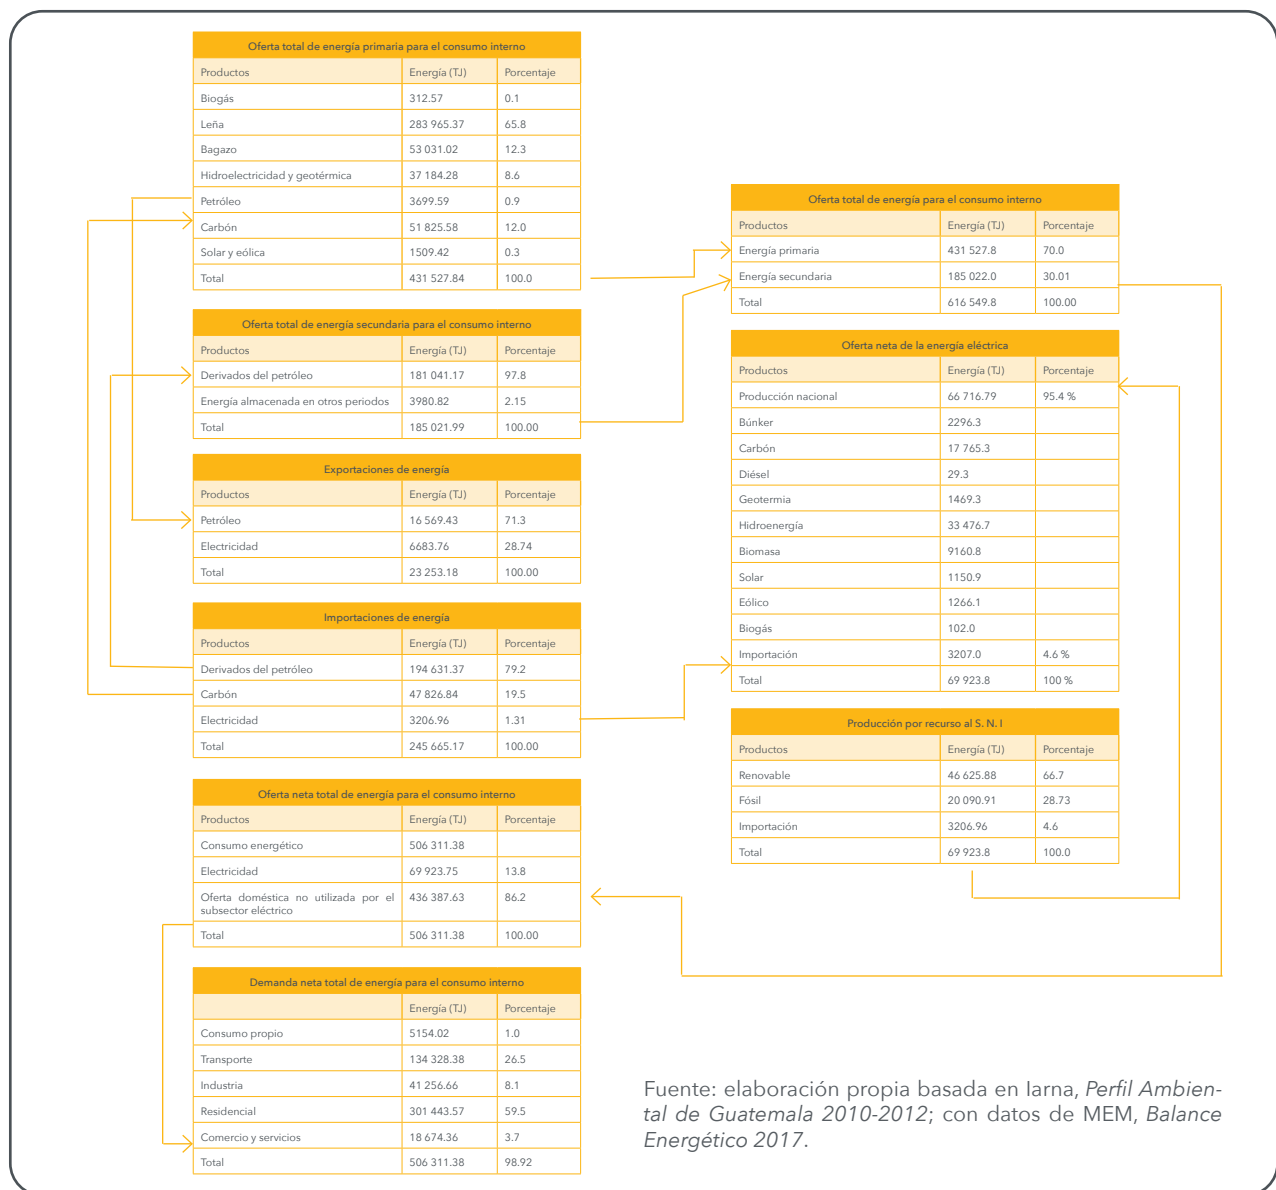 Oferta total de energía primaria para el consumo interno
Productos Energía (TJ) Porcentaje
Biogás 312.57 0.1
Leña 283 965.37 65.8
Bagazo 53 031.02 12.3
Hidroelectricidad y geotérmica 37 184.28 8.6
Petróleo 3699.59 0.9
Carbón 51 825.58 12.0
Solar y eólica 1509.42 0.3
Total 431 527.84 100.0
Oferta total de energía secundaria para el consumo interno
Productos Energía (TJ) Porcentaje
Derivados del petróleo 181 041.17 97.8
Energía almacenada en otros periodos 3980.82 2.15
Total 185 021.99 100.00
Exportaciones de energía
Productos Energía (TJ) Porcentaje
Petróleo 16 569.43 71.3
Electricidad 6683.76 28.74
Total 23 253.18 100.00
Importaciones de energía
Productos Energía (TJ) Porcentaje
Derivados del petróleo 194 631.37 79.2
Carbón 47 826.84 19.5
Electricidad 3206.96 1.31
Total 245 665.17 100.00
Oferta neta total de energía para el consumo interno
Productos Energía (TJ) Porcentaje
Consumo energético 506 311.38
Electricidad 69 923.75 13.8
Oferta doméstica no utilizada por el 436 387.63 86.2
subsector eléctrico
Total 506 311.38 100.00
Demanda neta total de energía para el consumo interno
Energía (TJ) Porcentaje
Consumo propio 5154.02 1.0
Transporte 134 328.38 26.5
Industria 41 256.66 8.1
Residencial 301 443.57 59.5
Comercio y servicios 18 674.36 3.7
Total 506 311.38 98.92
Oferta total de energía para el consumo interno
Productos Energía (TJ) Porcentaje
Energía primaria 431 527.8 70.0
Energía secundaria 185 022.0 30.01
Total 616 549.8 100.00
Oferta neta de la energía eléctrica
Productos Energía (TJ) Porcentaje
Producción nacional 66 716.79 95.4 %
Búnker 2296.3
Carbón 17 765.3
Diésel 29.3
Geotermia 1469.3
Hidroenergía 33 476.7
Biomasa 9160.8
Solar 1150.9
Eólico 1266.1
Biogás 102.0
Importación 3207.0 4.6 %
Total 69 923.8 100 %
Producción por recurso al S. N. I
Productos Energía (TJ) Porcentaje
Renovable 46 625.88 66.7
Fósil 20 090.91 28.73
Importación 3206.96 4.6
Total 69 923.8 100.0
Fuente: elaboración propia basada en Iarna, Perfil Ambien-
tal de Guatemala 2010-2012; con datos de MEM, Balance
Energético 2017.